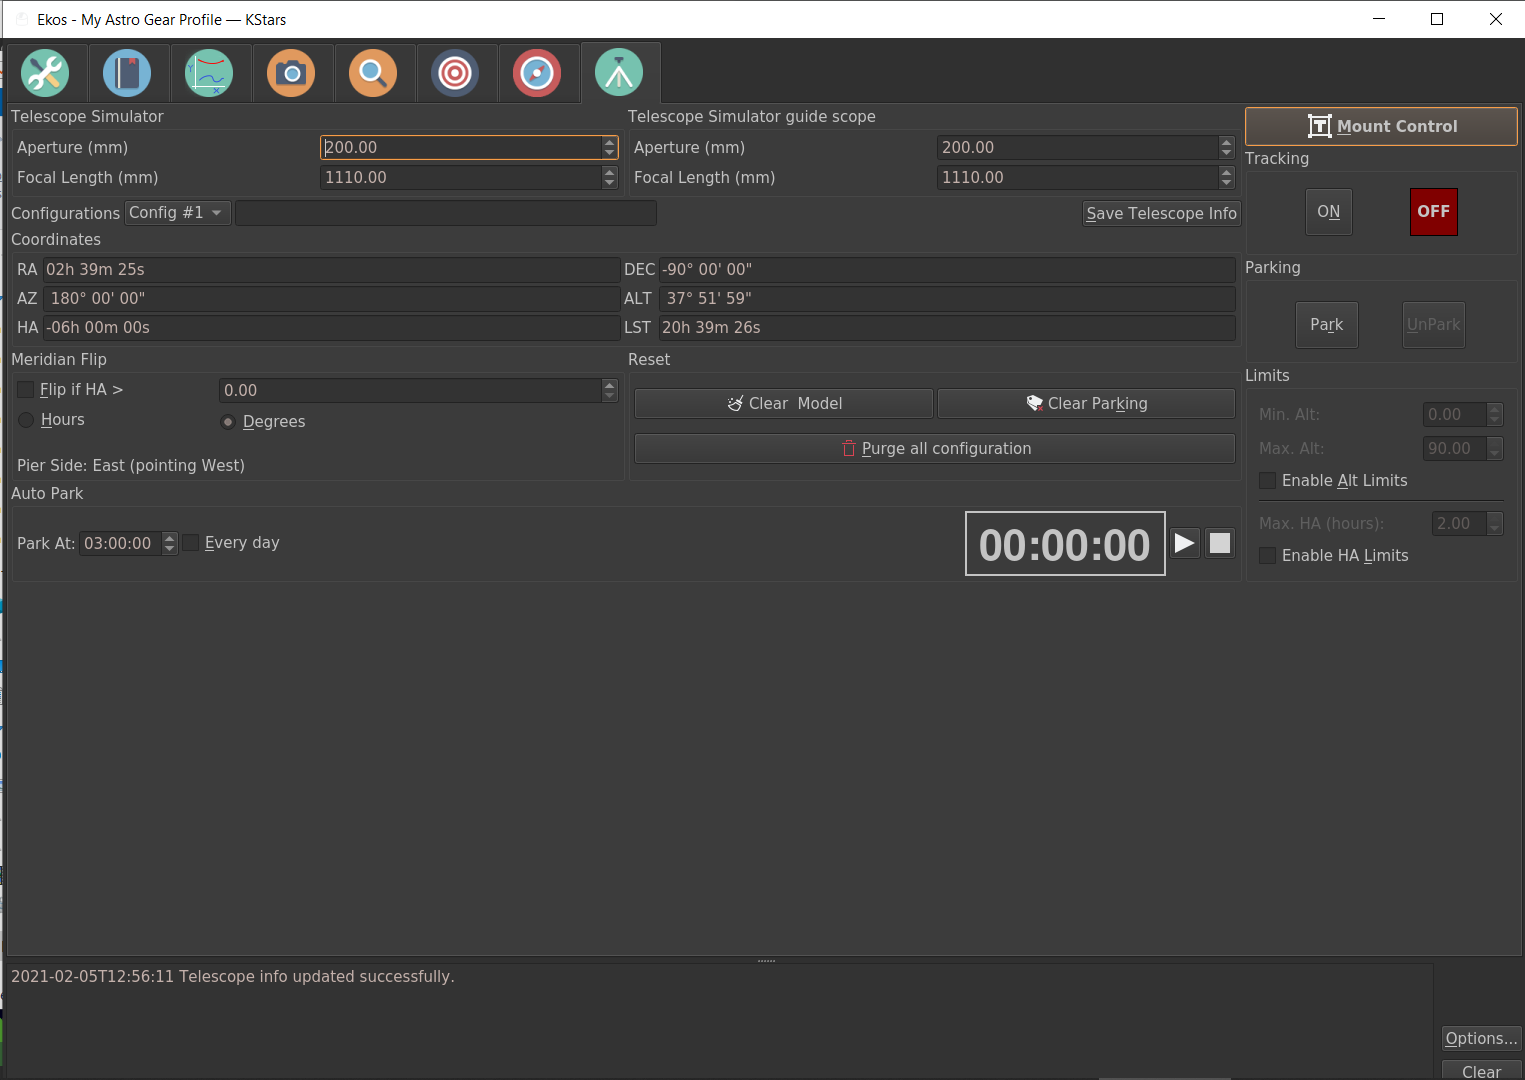 Ekos - My Astro Gear Profile — KStars
Telescope Simulator
Aperture (mm) 200.00
Focal Length (mm) 1110.00
Telescope Simulator guide scope
Aperture (mm) 200.00
Focal Length (mm) 1110.00
Configurations Config #1 Save Telescope Info
Coordinates
RA 02h 39m 25s DEC -90° 00' 00"
AZ 180° 00' 00" ALT 37° 51' 59"
HA -06h 00m 00s LST 20h 39m 26s
Meridian Flip
Flip if HA > 0.00
Hours Degrees
Pier Side: East (pointing West)
Reset
Clear Model Clear Parking
Purge all configuration
Auto Park
Park At: 03:00:00 Every day 00:00:00
T Mount Control
Tracking
ON OFF
Parking
Park UnPark
Limits
Min. Alt: 0.00
Max. Alt: 90.00
Enable Alt Limits
Max. HA (hours): 2.00
Enable HA Limits
2021-02-05T12:56:11 Telescope info updated successfully.
Options...
Clear